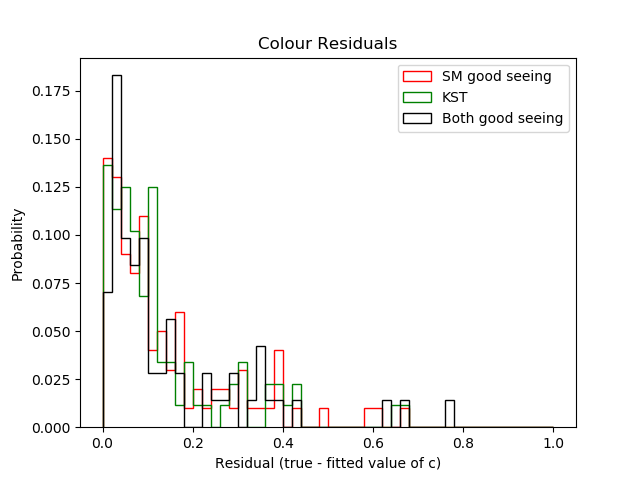 Colour Residuals
SM good seeing
KST
Both good seeing
0.175
0.150
0.125
0.100
0.075
0.050
0.025
0.000
Probability
0.0 0.2 0.4 0.6 0.8 1.0
Residual (true - fitted value of c)